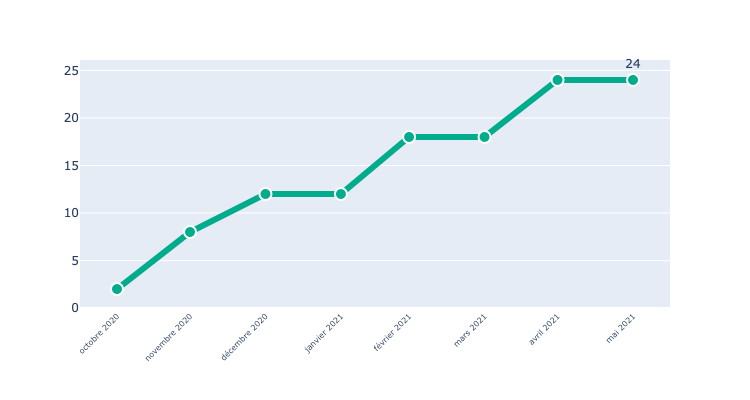 24
25
20
15
10
5
0
octobre 2020
novembre 2020
décembre 2020
janvier 2021
février 2021
mars 2021
avril 2021
mai 2021